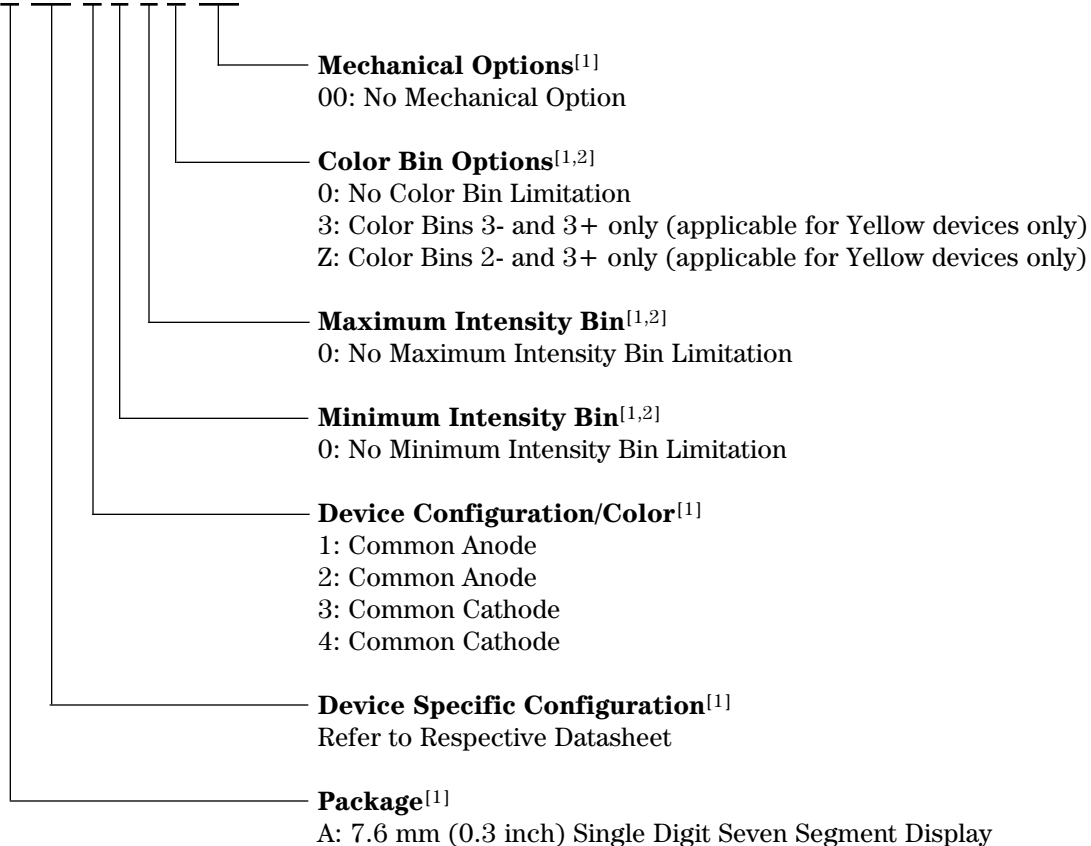 Mechanical Options[1]
00: No Mechanical Option
Color Bin Options[1,2]
0: No Color Bin Limitation
3: Color Bins 3- and 3+ only (applicable for Yellow devices only)
Z: Color Bins 2- and 3+ only (applicable for Yellow devices only)
Maximum Intensity Bin[1,2]
0: No Maximum Intensity Bin Limitation
Minimum Intensity Bin[1,2]
0: No Minimum Intensity Bin Limitation
Device Configuration/Color[1]
1: Common Anode
2: Common Anode
3: Common Cathode
4: Common Cathode
Device Specific Configuration[1]
Refer to Respective Datasheet
Package[1]
A: 7.6 mm (0.3 inch) Single Digit Seven Segment Display